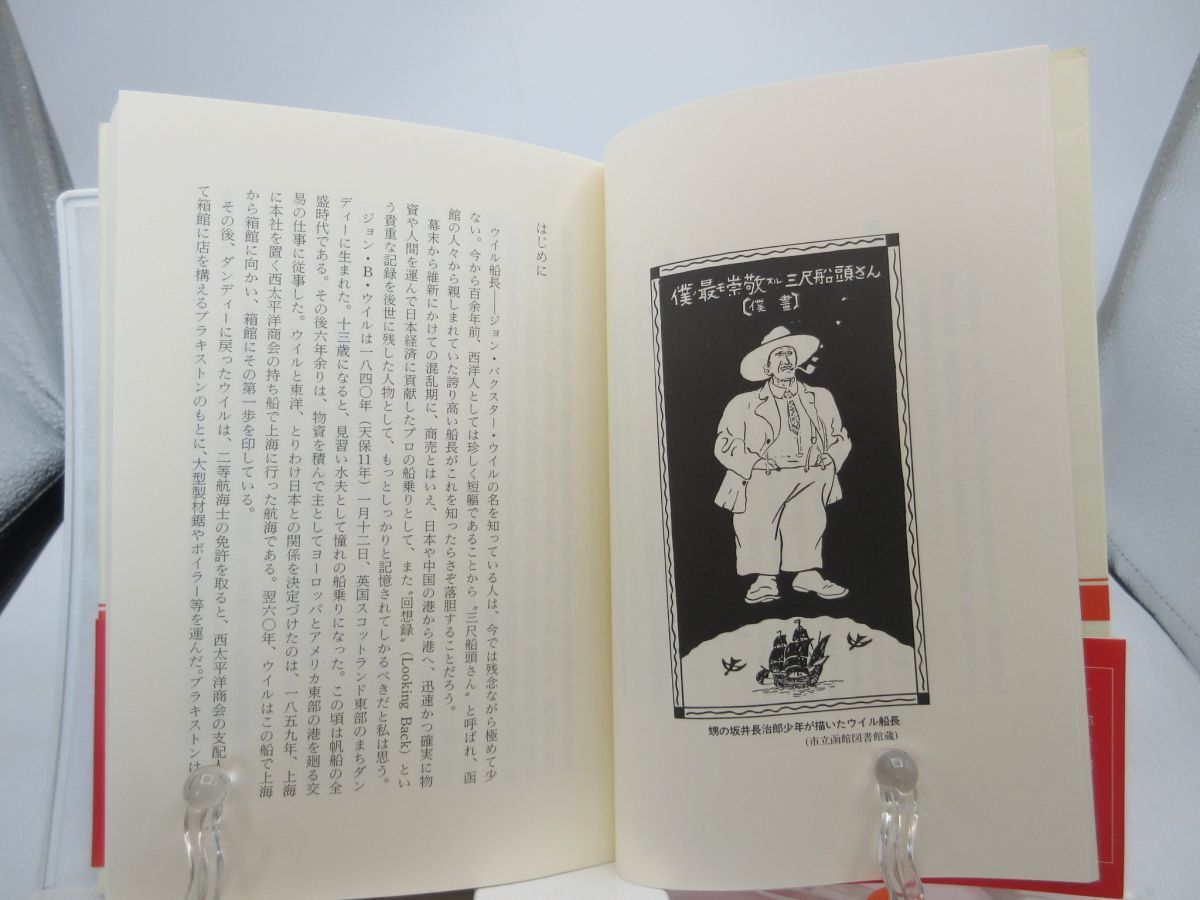 僕ノ最モ崇敬スル三尺船頭さん
[僕畫]
甥の坂井長治郎少年が描いたウイル船長
(市立函館図書館蔵)
はじめに
ウイル船長――ジョン・バクスター・ウイルの名を知っている人は、今では残念ながら極めて少
ない。今から百余年前、西洋人としては珍しく短軀であることから〝三尺船頭さん〟と呼ばれ、函
館の人々から親しまれていた誇り高い船長がこれを知ったらさぞ落胆することだろう。
幕末から維新にかけての混乱期に、商売とはいえ、日本や中国の港から港へ、迅速かつ確実に物
資や人間を運んで日本経済に貢献したプロの船乗りとして、また〝回想録〟(Looking Back)とい
う貴重な記録を後世に残した人物として、もっとしっかりと記憶されてしかるべきだと私は思う。
ジョン・B・ウイルは一八四〇年(天保11年)一月十二日、英国スコットランド東部のまちダン
ディーに生まれた。十三歳になると、見習い水夫として憧れの船乗りになった。この頃は帆船の全
盛時代である。その後六年余りは、物資を積んで主としてヨーロッパとアメリカ東部の港を廻る交
易の仕事に従事した。ウイルと東洋、とりわけ日本との関係を決定づけたのは、一八五九年、上海
に本社を置く西太平洋商会の持ち船で上海に行った航海である。翌六〇年、ウイルはこの船で上海
から箱館に向かい、箱館にその第一歩を印している。
その後、ダンディーに戻ったウイルは、二等航海士の免許を取ると、西太平洋商会の支配人
て箱館に店を構えるブラキストンのもとに、大型製材鋸やボイラー等を運んだ。ブラキストンは